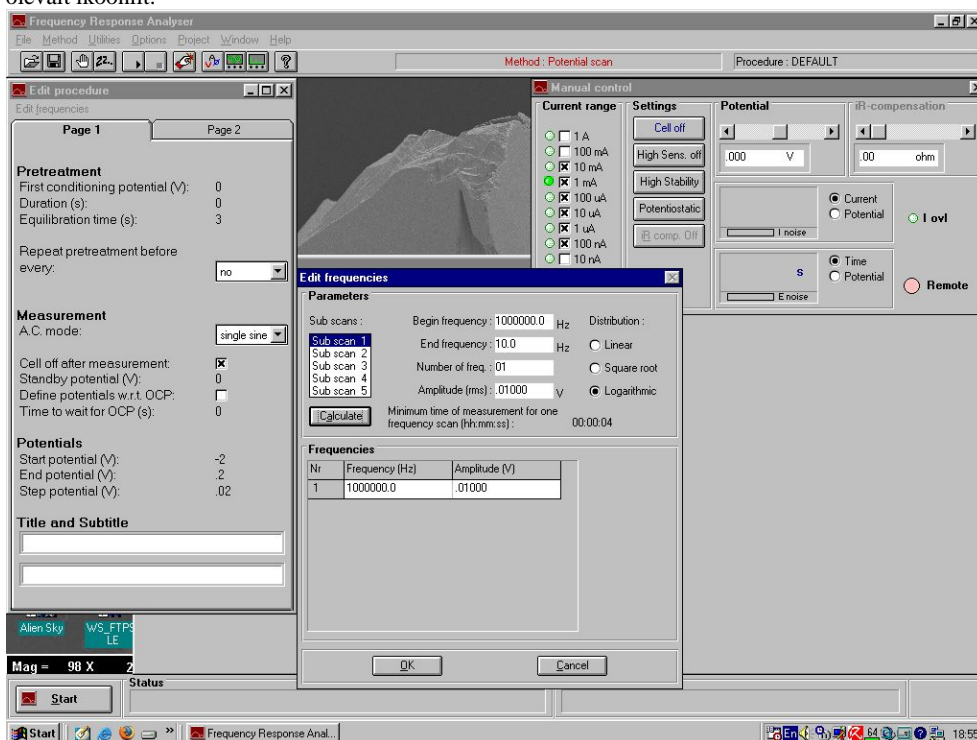 olevalt ikoonilt.
Frequency Response Analyser
File Method Utilities Options Project Window Help
Method : Potential scan
Procedure : DEFAULT
Edit procedure
Edit frequencies
Page 1 Page 2
Pretreatment
First conditioning potential (V): 0
Duration (s): 0
Equilibration time (s): 3
Repeat pretreatment before
every: no
Measurement
A.C. mode: single sine
Cell off after measurement:
Standby potential (V): 0
Define potentials w.r.t. OCP:
Time to wait for OCP (s): 0
Potentials
Start potential (V): -2
End potential (V): .2
Step potential (V): .02
Title and Subtitle
Manual control
Current range
1 A
100 mA
10 mA
1 mA
100 uA
10 uA
1 uA
100 nA
10 nA
Settings
Cell off
High Sens. off
High Stability
Potentiostatic
iR comp. Off
Potential
.000 V
iR-compensation
.00 ohm
Current
Potential
I noise
I ovl
s
Time
Potential
E noise
Remote
Edit frequencies
Parameters
Sub scans :
Sub scan 1
Sub scan 2
Sub scan 3
Sub scan 4
Sub scan 5
Begin frequency : 1000000.0 Hz
End frequency : 10.0 Hz
Number of freq. : 01
Amplitude (rms) : .01000 V
Distribution :
Linear
Square root
Logarithmic
Calculate
Minimum time of measurement for one
frequency scan (hh:mm:ss) : 00:00:04
Frequencies
Nr Frequency (Hz) Amplitude (V)
1 1000000.0 .01000
OK Cancel
Alien Sky
WS_FTP
LE
Mag = 98 X 2
Start
Status
Start
Frequency Response Anal...
En
64